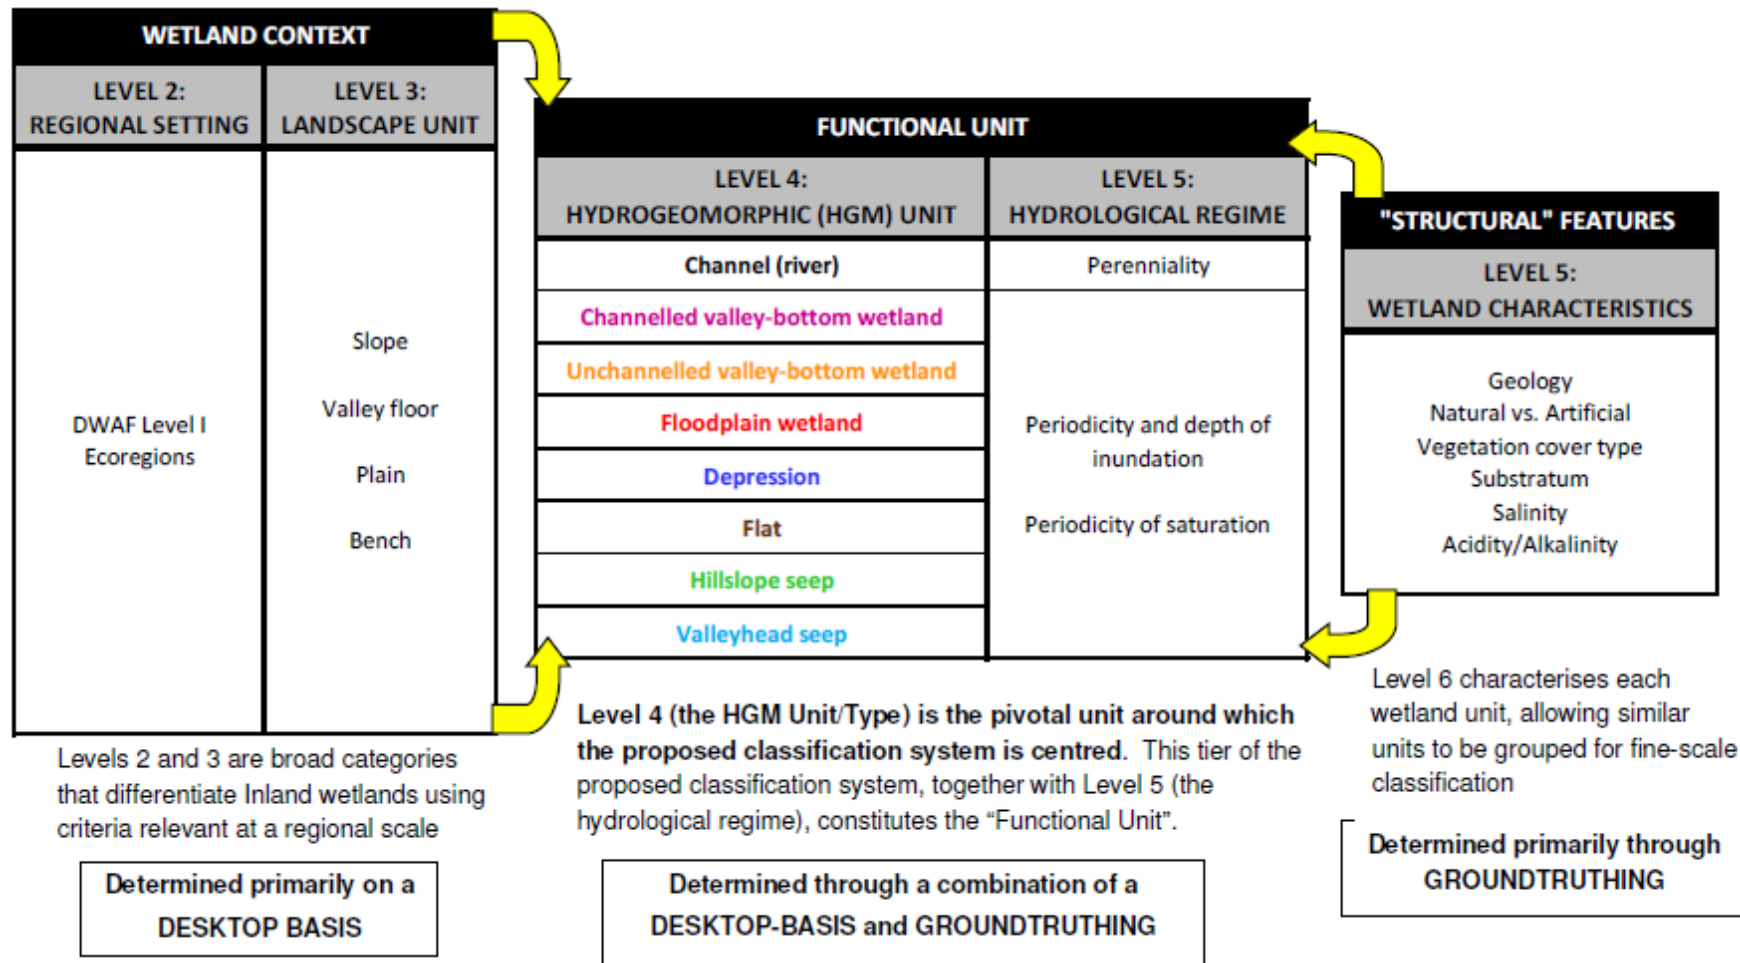 WETLAND CONTEXT
LEVEL 2:
REGIONAL SETTING
LEVEL 3:
LANDSCAPE UNIT
DWAF Level I
Ecoregions
Slope
Valley floor
Plain
Bench
Levels 2 and 3 are broad categories
that differentiate Inland wetlands using
criteria relevant at a regional scale
Determined primarily on a
DESKTOP BASIS
FUNCTIONAL UNIT
LEVEL 4:
HYDROGEOMORPHIC (HGM) UNIT
LEVEL 5:
HYDROLOGICAL REGIME
Channel (river)
Perenniality
Channelled valley-bottom wetland
Unchannelled valley-bottom wetland
Floodplain wetland
Depression
Flat
Hillslope seep
Valleyhead seep
Periodicity and depth of
inundation
Periodicity of saturation
Level 4 (the HGM Unit/Type) is the pivotal unit around which
the proposed classification system is centred. This tier of the
proposed classification system, together with Level 5 (the
hydrological regime), constitutes the “Functional Unit”.
Determined through a combination of a
DESKTOP-BASIS and GROUNDTRUTHING
"STRUCTURAL" FEATURES
LEVEL 5:
WETLAND CHARACTERISTICS
Geology
Natural vs. Artificial
Vegetation cover type
Substratum
Salinity
Acidity/Alkalinity
Level 6 characterises each
wetland unit, allowing similar
units to be grouped for fine-scale
classification
Determined primarily through
GROUNDTRUTHING